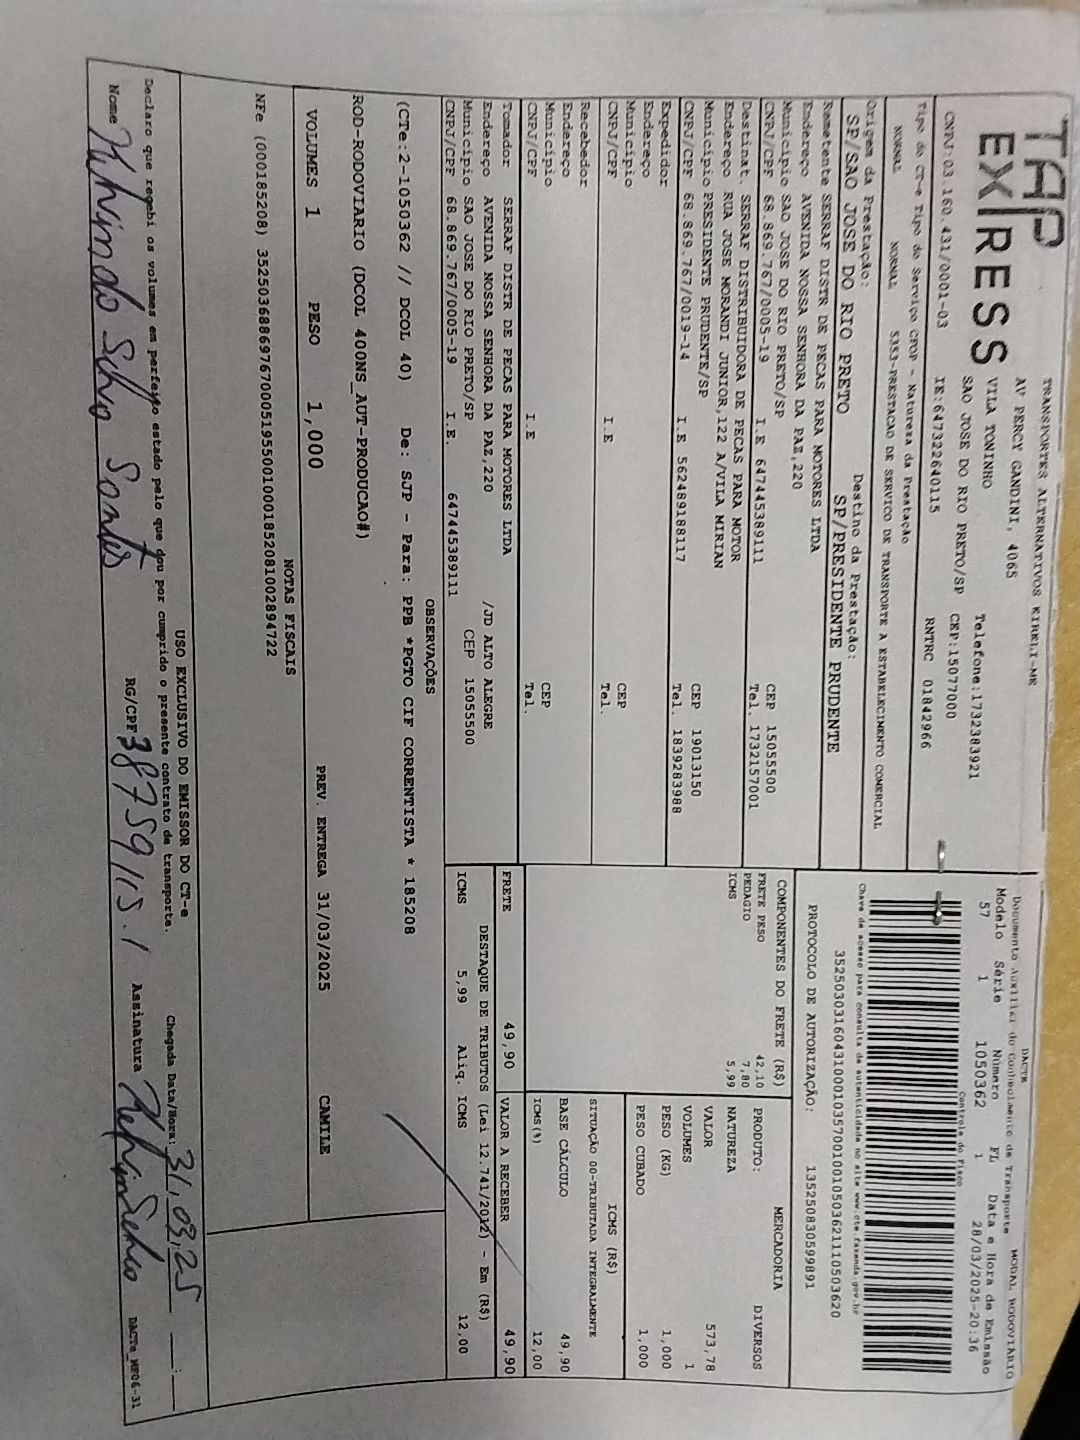 TAP EXPRESS
TRANSPORTES ALTERNATIVOS EIRELI-ME
AV PERCY GANDINI, 4065
VILA TONINHO Telefone:1732383921
SAO JOSE DO RIO PRETO/SP CEP:15077000
CNPJ:03.160.431/0001-03 IE:647322640115 RNTRC 01842966
DACTE MODAL RODOVIÁRIO
Documento Auxiliar do Conhecimento de Transporte
Modelo Série Número FL Data e Hora de Emissão
57 1 1050362 1 28/03/2025-20:36
Controle do Fisco
Chave de acesso para consulta de autenticidade no site www.cte.fazenda.gov.br
35250303160431000103570010010503621110503620
PROTOCOLO DE AUTORIZAÇÃO: 135250830599891
Tipo do CT-e Tipo do Serviço CFOP - Natureza da Prestação
NORMAL NORMAL 5353-PRESTACAO DE SERVICO DE TRANSPORTE A ESTABELECIMENTO COMERCIAL
Origem da Prestação: Destino da Prestação:
SP/SAO JOSE DO RIO PRETO SP/PRESIDENTE PRUDENTE
Remetente SERRAF DISTR DE PECAS PARA MOTORES LTDA
Endereço AVENIDA NOSSA SENHORA DA PAZ,220
Município SAO JOSE DO RIO PRETO/SP CEP 15055500
CNPJ/CPF 68.869.767/0005-19 I.E 647445389111 Tel. 1732157001
Destinat. SERRAF DISTRIBUIDORA DE PECAS PARA MOTOR
Endereço RUA JOSE MORANDI JUNIOR,122 A/VILA MIRIAN
Município PRESIDENTE PRUDENTE/SP CEP 19013150
CNPJ/CPF 68.869.767/0019-14 I.E 562489188117 Tel. 1839283988
Expedidor
Endereço
Município CEP
CNPJ/CPF I.E Tel.
Recebedor
Endereço
Município CEP
CNPJ/CPF I.E Tel.
Tomador SERRAF DISTR DE PECAS PARA MOTORES LTDA
Endereço AVENIDA NOSSA SENHORA DA PAZ,220 /JD ALTO ALEGRE
Município SAO JOSE DO RIO PRETO/SP CEP 15055500
CNPJ/CPF 68.869.767/0005-19 I.E. 647445389111
COMPONENTES DO FRETE (R$)
FRETE PESO 42,10
PEDAGIO 7,80
ICMS 5,99
MERCADORIA
PRODUTO: DIVERSOS
NATUREZA
VALOR 573,78
VOLUMES 1
PESO (KG) 1,000
PESO CUBADO 1,000
ICMS (R$)
SITUAÇÃO 00-TRIBUTADA INTEGRALMENTE
BASE CÁLCULO 49,90
ICMS(%) 12,00
FRETE 49,90 VALOR A RECEBER 49,90
DESTAQUE DE TRIBUTOS (Lei 12.741/2012) - Em (R$)
ICMS 5,99 Aliq. ICMS 12,00
OBSERVAÇÕES
(CTe:2-1050362 // DCOL 40) De: SJP - Para: PPB *PGTO CIF CORRENTISTA * 185208
ROD-RODOVIARIO (DCOL 400NS_AUT-PRODUCAO#)
VOLUMES 1 PESO 1,000 PREV. ENTREGA 31/03/2025 CAMILE
NOTAS FISCAIS
NFe (000185208) 35250368869767000519550010001852081002894722
USO EXCLUSIVO DO EMISSOR DO CT-e
Declaro que recebi os volumes em perfeito estado pelo que dou por cumprido o presente contrato de transporte. Chegada Data/Hora: 31,03,25 __:__
Nome Santos RG/CPF 38759115.1 Assinatura
DACTe_MP06-31